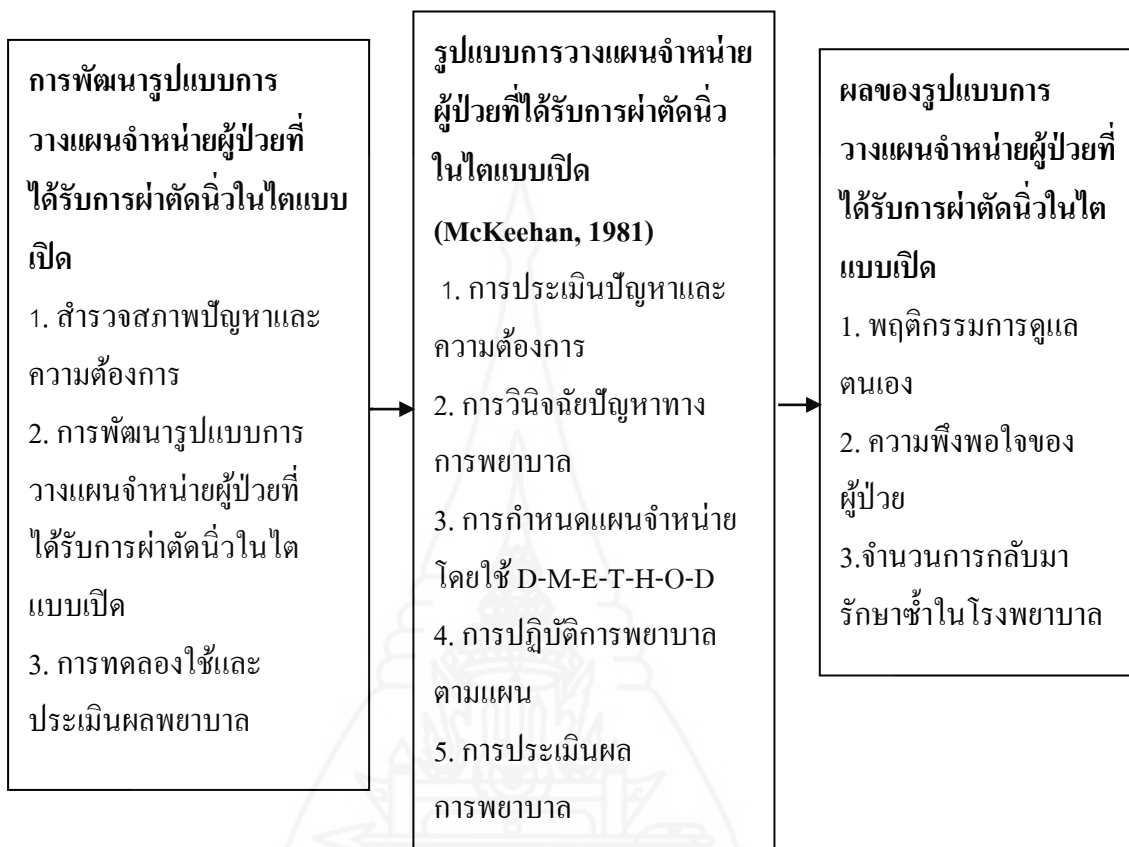 การพัฒนารูปแบบการ
วางแผนจำหน่ายผู้ป่วยที่
ได้รับการผ่าตัดนิ่วในไตแบบ
เปิด
1. สำรวจสภาพปัญหาและ
ความต้องการ
2. การพัฒนารูปแบบการ
วางแผนจำหน่ายผู้ป่วยที่
ได้รับการผ่าตัดนิ่วในไต
แบบเปิด
3. การทดลองใช้และ
ประเมินผลพยาบาล
รูปแบบการวางแผนจำหน่าย
ผู้ป่วยที่ได้รับการผ่าตัดนิ่ว
ในไตแบบเปิด
(McKeehan, 1981)
1. การประเมินปัญหาและ
ความต้องการ
2. การวินิจฉัยปัญหาทาง
การพยาบาล
3. การกำหนดแผนจำหน่าย
โดยใช้ D-M-E-T-H-O-D
4. การปฏิบัติการพยาบาล
ตามแผน
5. การประเมินผล
การพยาบาล
ผลของรูปแบบการ
วางแผนจำหน่ายผู้ป่วยที่
ได้รับการผ่าตัดนิ่วในไต
แบบเปิด
1. พฤติกรรมการดูแล
ตนเอง
2. ความพึงพอใจของ
ผู้ป่วย
3.จำนวนการกลับมา
รักษาซ้ำในโรงพยาบาล